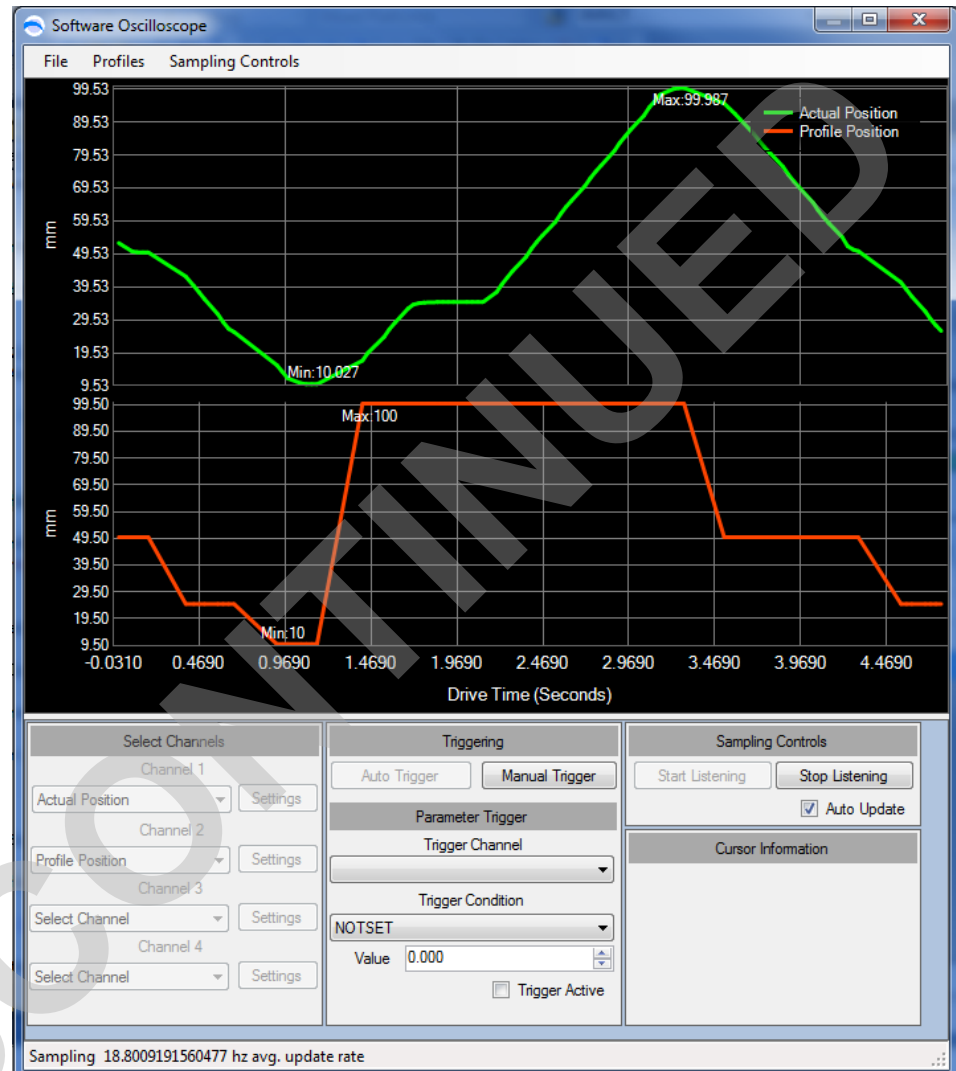 Software Oscilloscope
File Profiles Sampling Controls
99.53
89.53
79.53
69.53
59.53
49.53
39.53
29.53
19.53
9.53
mm
Max:99.987
Actual Position
Profile Position
Min:10.027
99.50
89.50
79.50
69.50
59.50
49.50
39.50
29.50
19.50
9.50
mm
Max:100
Min:10
-0.0310 0.4690 0.9690 1.4690 1.9690 2.4690 2.9690 3.4690 3.9690 4.4690
Drive Time (Seconds)
Select Channels
Channel 1
Actual Position Settings
Channel 2
Profile Position Settings
Channel 3
Select Channel Settings
Channel 4
Select Channel Settings
Triggering
Auto Trigger Manual Trigger
Parameter Trigger
Trigger Channel
Trigger Condition
NOTSET
Value 0.000
Trigger Active
Sampling Controls
Start Listening Stop Listening
Auto Update
Cursor Information
Sampling 18.8009191560477 hz avg. update rate
CONTINUED